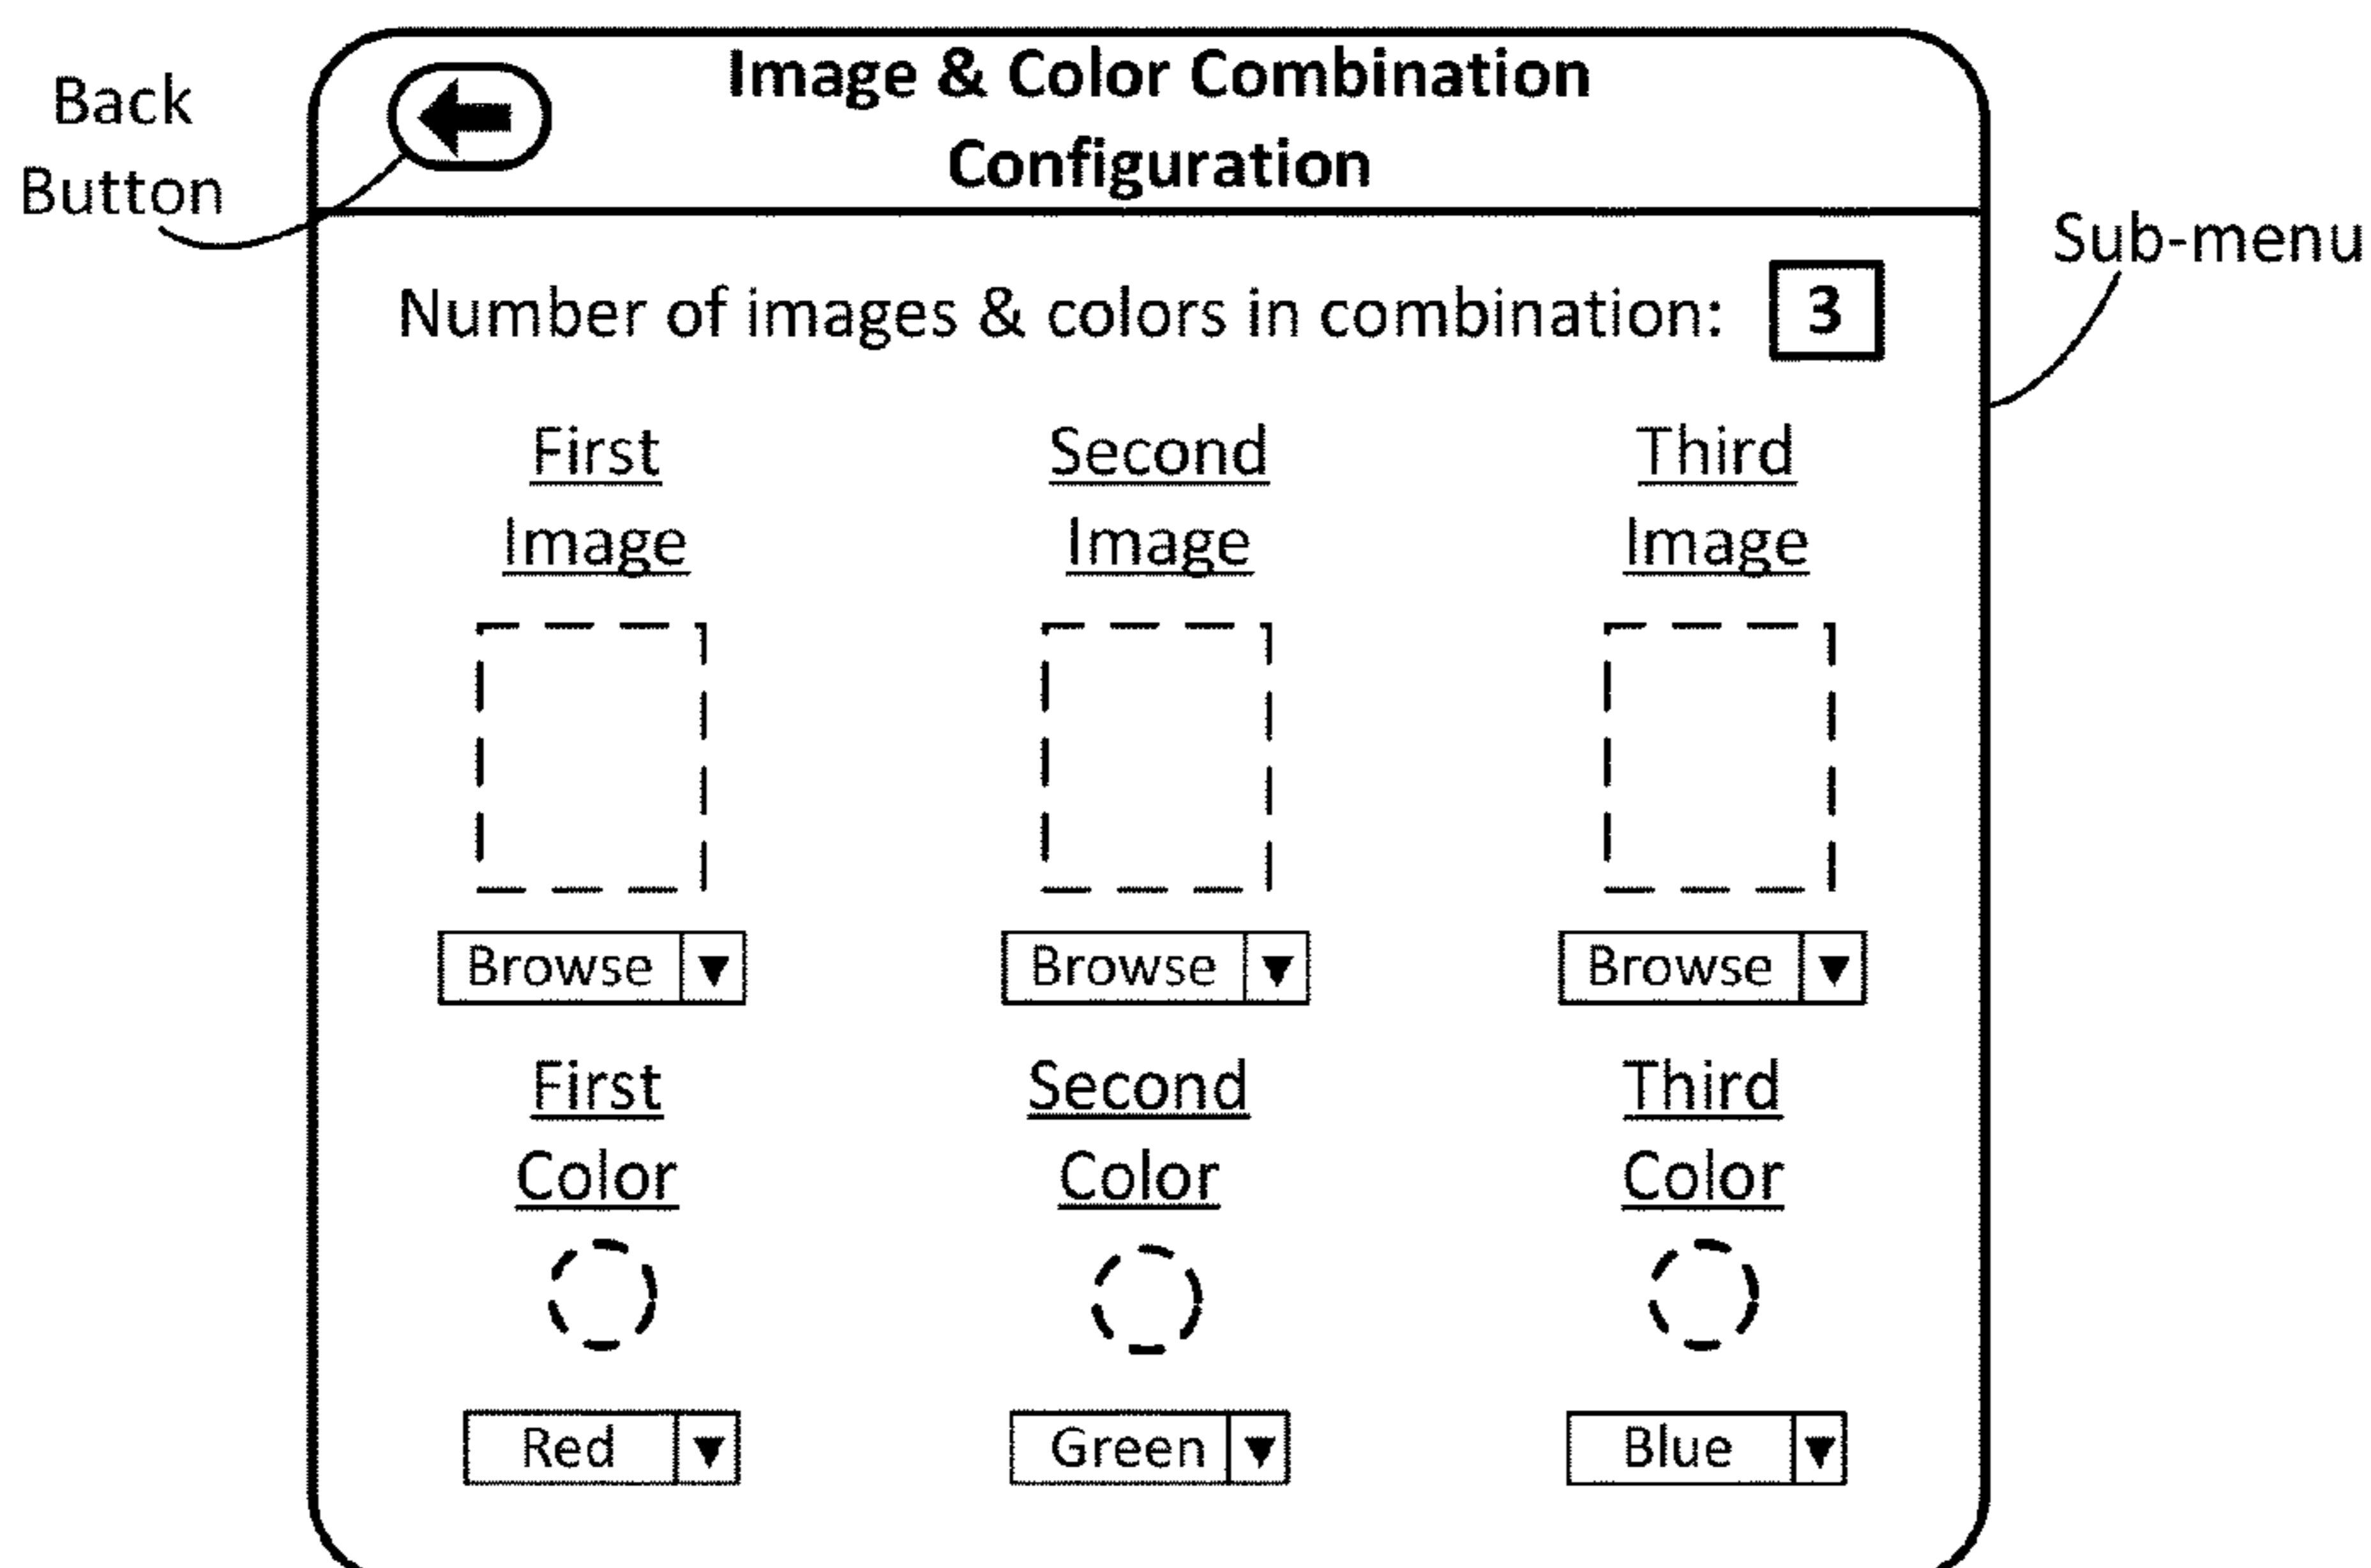 Back
Button
Image & Color Combination
Configuration
Sub-menu
Number of images & colors in combination: 3
First Second Third
Image Image Image
Browse Browse Browse
First Second Third
Color Color Color
Red Green Blue